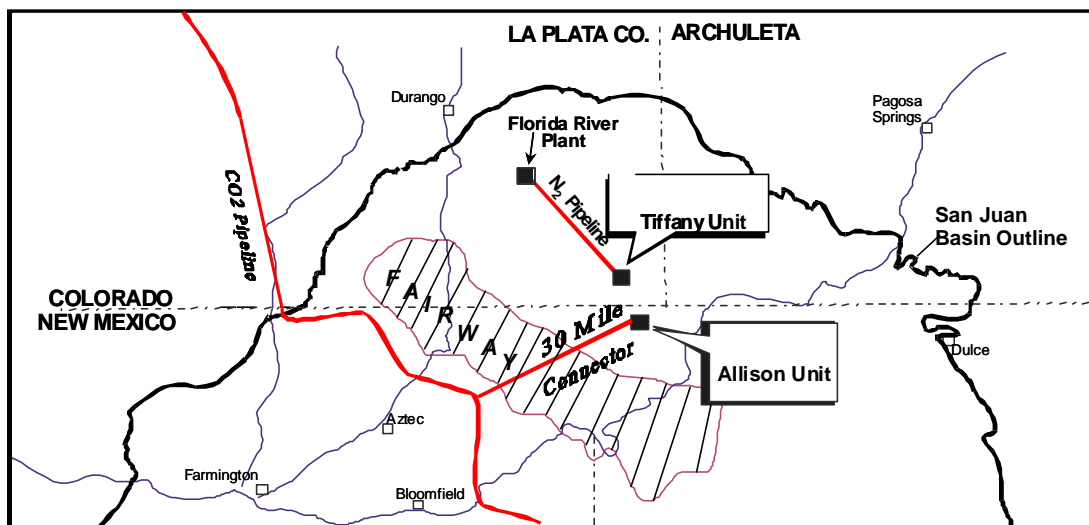 LA PLATA CO. ARCHULETA
Durango
Pagosa
Springs
Florida River
Plant
N2 Pipeline
Tiffany Unit
CO2 Pipeline
San Juan
Basin Outline
FAIRWAY
COLORADO
NEW MEXICO
30 Mile
Connector
Allison Unit
Dulce
Aztec
Farmington
Bloomfield